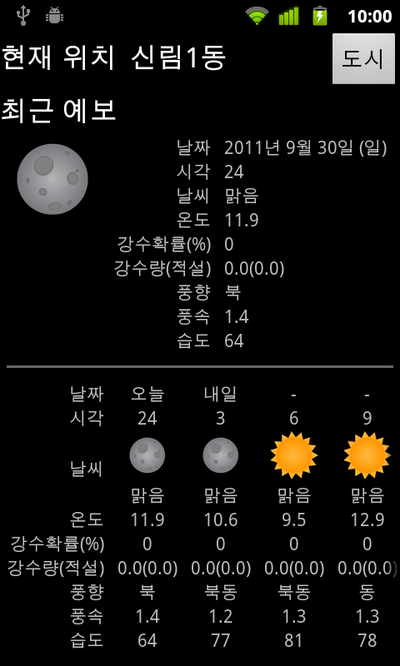 10:00
현재 위치 신림1동
도시
최근 예보
날짜 2011년 9월 30일 (일)
시각 24
날씨 맑음
온도 11.9
강수확률(%) 0
강수량(적설) 0.0(0.0)
풍향 북
풍속 1.4
습도 64
날짜 오늘 내일 - -
시각 24 3 6 9
날씨
맑음 맑음 맑음 맑음
온도 11.9 10.6 9.5 12.9
강수확률(%) 0 0 0 0
강수량(적설) 0.0(0.0) 0.0(0.0) 0.0(0.0) 0.0(0.0)
풍향 북 북동 북동 동
풍속 1.4 1.2 1.3 1.3
습도 64 77 81 78